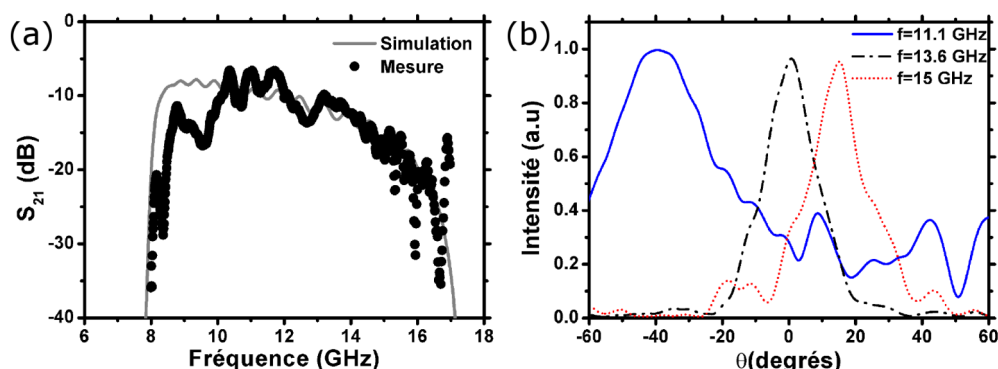 (a)
0
-10
-20
-30
-40
S21 (dB)
Simulation
Mesure
6 8 10 12 14 16 18
Fréquence (GHz)
(b)
1.0
0.8
0.6
0.4
0.2
0.0
Intensité (a.u)
f=11.1 GHz
f=13.6 GHz
f=15 GHz
-60 -40 -20 0 20 40 60
θ(degrés)